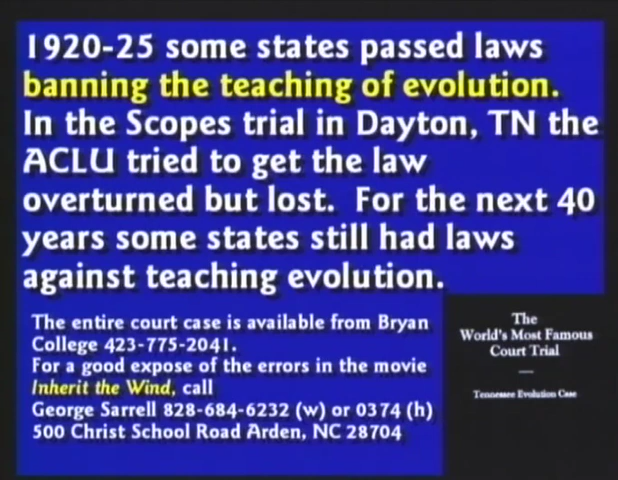 1920-25 some states passed laws
banning the teaching of evolution.
In the Scopes trial in Dayton, TN the
ACLU tried to get the law
overturned but lost. For the next 40
years some states still had laws
against teaching evolution.
The entire court case is available from Bryan
College 423-775-2041.
For a good expose of the errors in the movie
Inherit the Wind, call
George Sarrell 828-684-6232 (w) or 0374 (h)
500 Christ School Road Arden, NC 28704
The
World's Most Famous
Court Trial
Tennessee Evolution Case